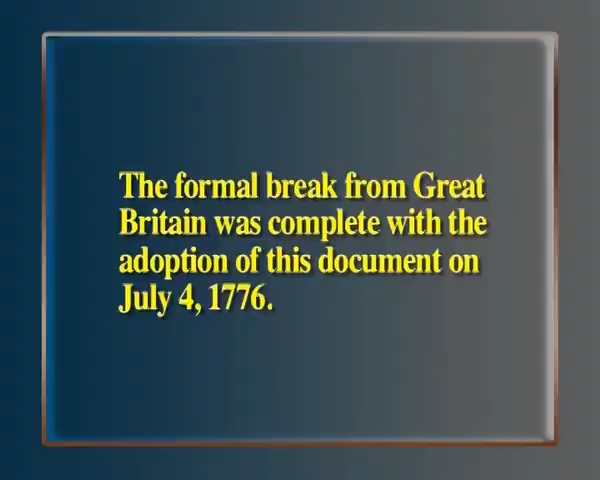 The formal break from Great
Britain was complete with the
adoption of this document on
July 4, 1776.